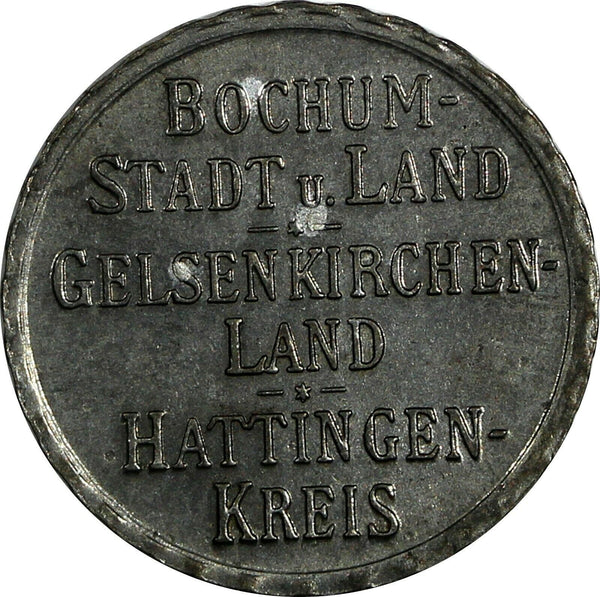 BOCHUM-
STADT u. LAND
GELSENKIRCHEN-
LAND
HATTINGEN-
KREIS